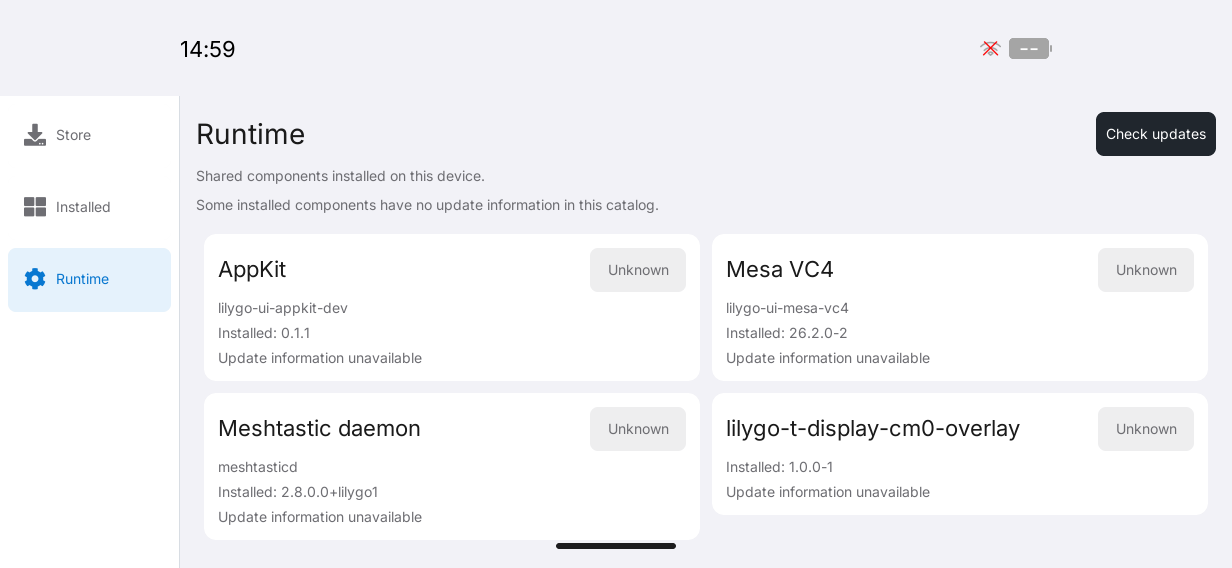 14:59
Store
Installed
Runtime
Runtime
Check updates
Shared components installed on this device.
Some installed components have no update information in this catalog.
AppKit
Unknown
lilygo-ui-appkit-dev
Installed: 0.1.1
Update information unavailable
Mesa VC4
Unknown
lilygo-ui-mesa-vc4
Installed: 26.2.0-2
Update information unavailable
Meshtastic daemon
Unknown
meshtasticd
Installed: 2.8.0.0+lilygo1
Update information unavailable
lilygo-t-display-cm0-overlay
Unknown
Installed: 1.0.0-1
Update information unavailable